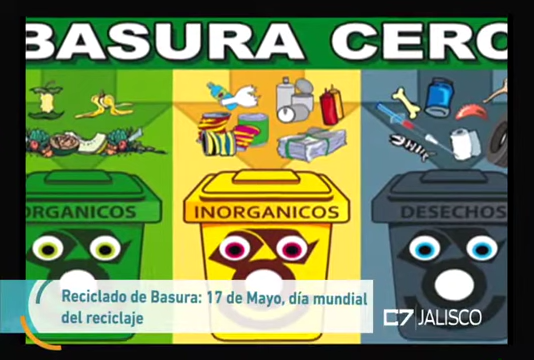 BASURA CERO
ORGANICOS
INORGANICOS
DESECHOS
Reciclado de Basura: 17 de Mayo, día mundial
del reciclaje
C7 JALISCO